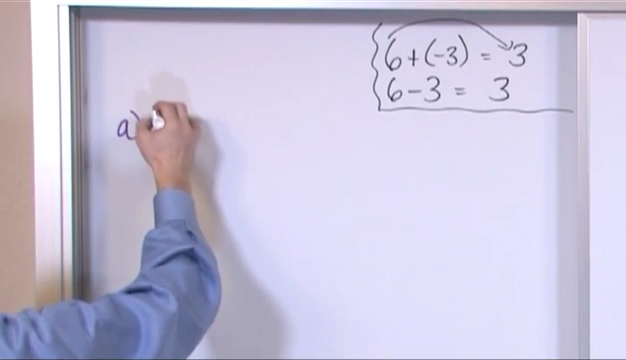 6+(-3) = 3
6-3 = 3
a)